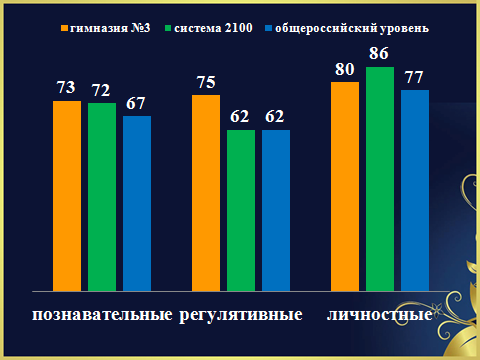 гимназия №3 система 2100 общероссийский уровень
73 72 67 75 62 62 80 86 77
познавательные регулятивные личностные